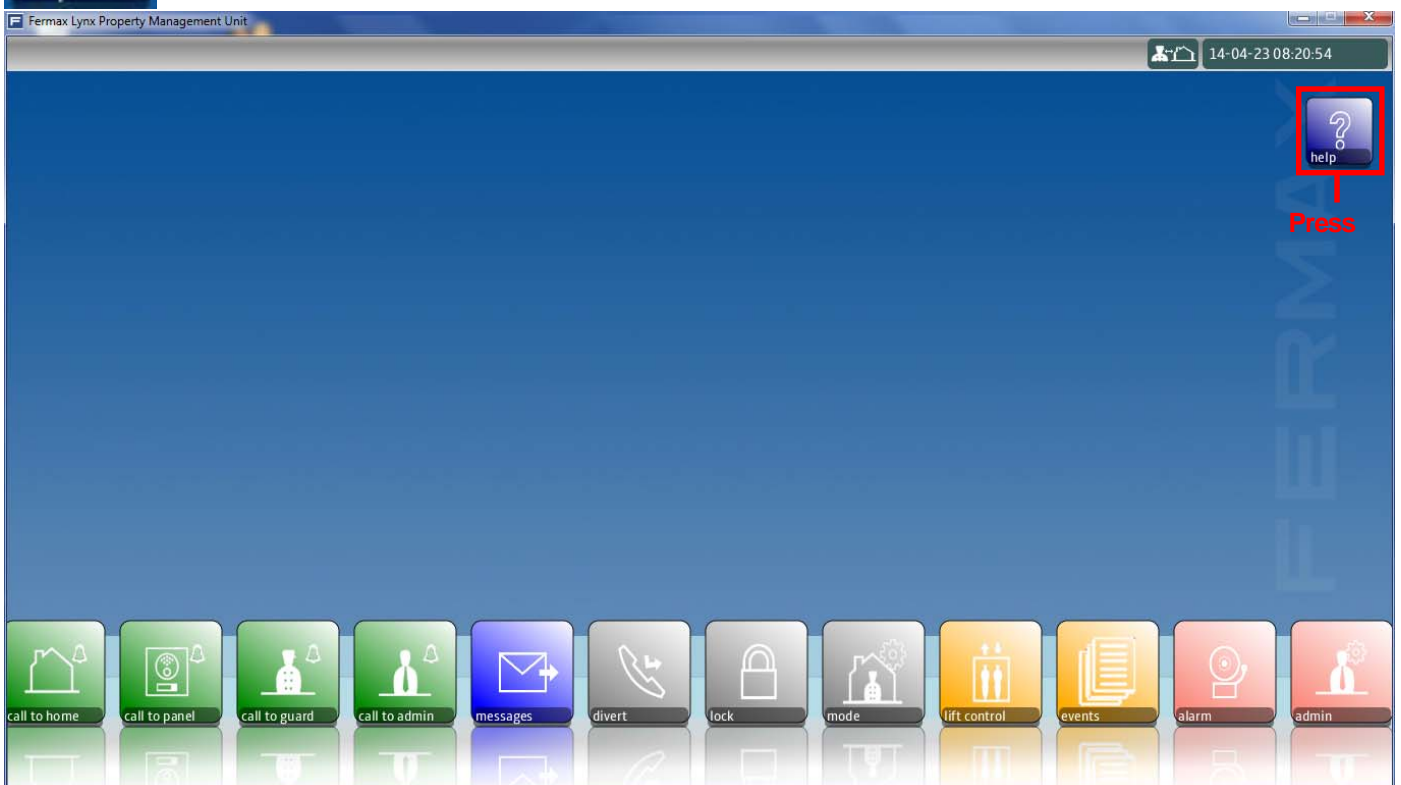 Fermax Lynx Property Management Unit
14-04-23 08:20:54
help
Press
FERMAX
call to home
call to panel
call to guard
call to admin
messages
divert
lock
mode
lift control
events
alarm
admin